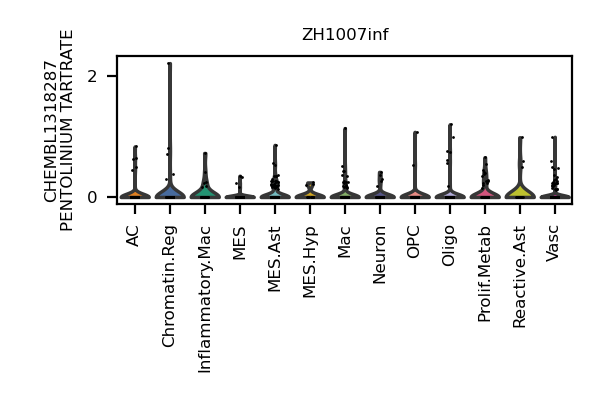 ZH1007inf
CHEMBL1318287
PENTOLINIUM TARTRATE
2
0
AC
Chromatin.Reg
Inflammatory.Mac
MES
MES.Ast
MES.Hyp
Mac
Neuron
OPC
Oligo
Prolif.Metab
Reactive.Ast
Vasc